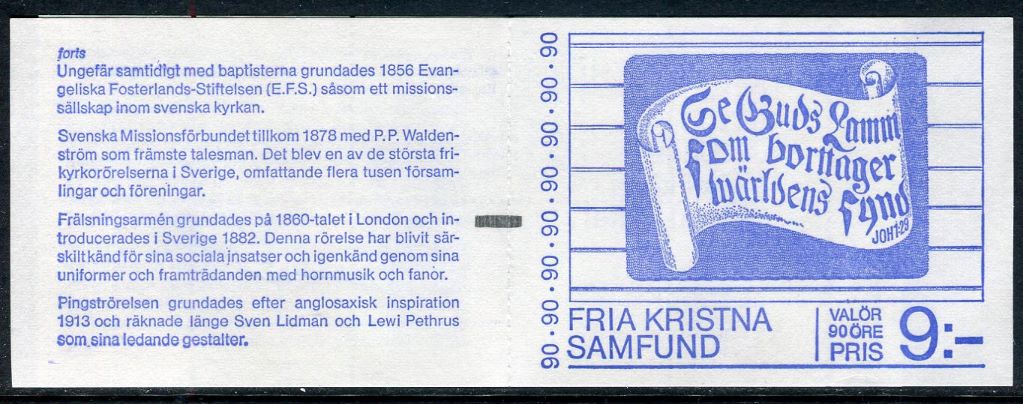 forts
Ungefär samtidigt med baptisterna grundades 1856 Evan-
geliska Fosterlands-Stiftelsen (E.F.S.) såsom ett missions-
sällskap inom svenska kyrkan.
Svenska Missionsförbundet tillkom 1878 med P.P. Walden-
ström som främste talesman. Det blev en av de största fri-
kyrkorörelserna i Sverige, omfattande flera tusen försam-
lingar och föreningar.
Frälsningsarmén grundades på 1860-talet i London och in-
troducerades i Sverige 1882. Denna rörelse har blivit sär-
skilt känd för sina sociala insatser och igenkänd genom sina
uniformer och framträdanden med hornmusik och fanor.
Pingströrelsen grundades efter anglosaxisk inspiration
1913 och räknade länge Sven Lidman och Lewi Pethrus
som sina ledande gestalter.
90·90·90·90·90·90·90·90
Se Guds Lamm
som borttager
världens synd
JOH 1:29
FRIA KRISTNA
SAMFUND
VALÖR
90 ÖRE
PRIS
9:-